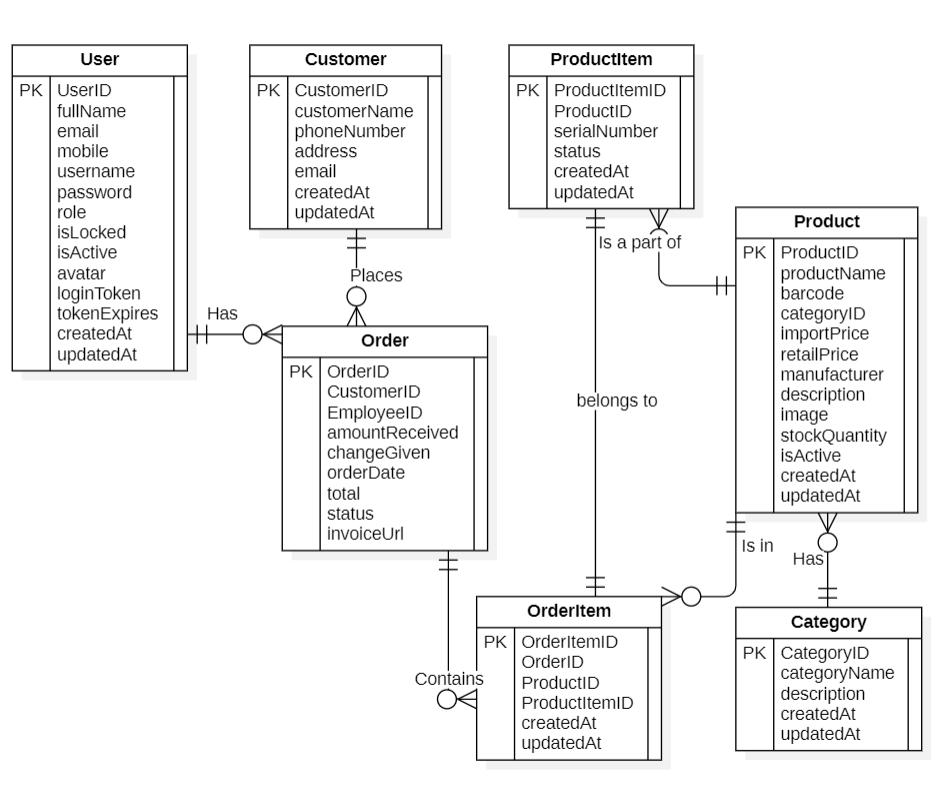 User
PK
UserID
fullName
email
mobile
username
password
role
isLocked
isActive
avatar
loginToken
tokenExpires
createdAt
updatedAt
Customer
PK
CustomerID
customerName
phoneNumber
address
email
createdAt
updatedAt
ProductItem
PK
ProductItemID
ProductID
serialNumber
status
createdAt
updatedAt
Is a part of
Product
PK
ProductID
productName
barcode
categoryID
importPrice
retailPrice
manufacturer
description
image
stockQuantity
isActive
createdAt
updatedAt
Places
Has
Order
PK
OrderID
CustomerID
EmployeeID
amountReceived
changeGiven
orderDate
total
status
invoiceUrl
belongs to
Is in
Has
Contains
OrderItem
PK
OrderItemID
OrderID
ProductID
ProductItemID
createdAt
updatedAt
Category
PK
CategoryID
categoryName
description
createdAt
updatedAt